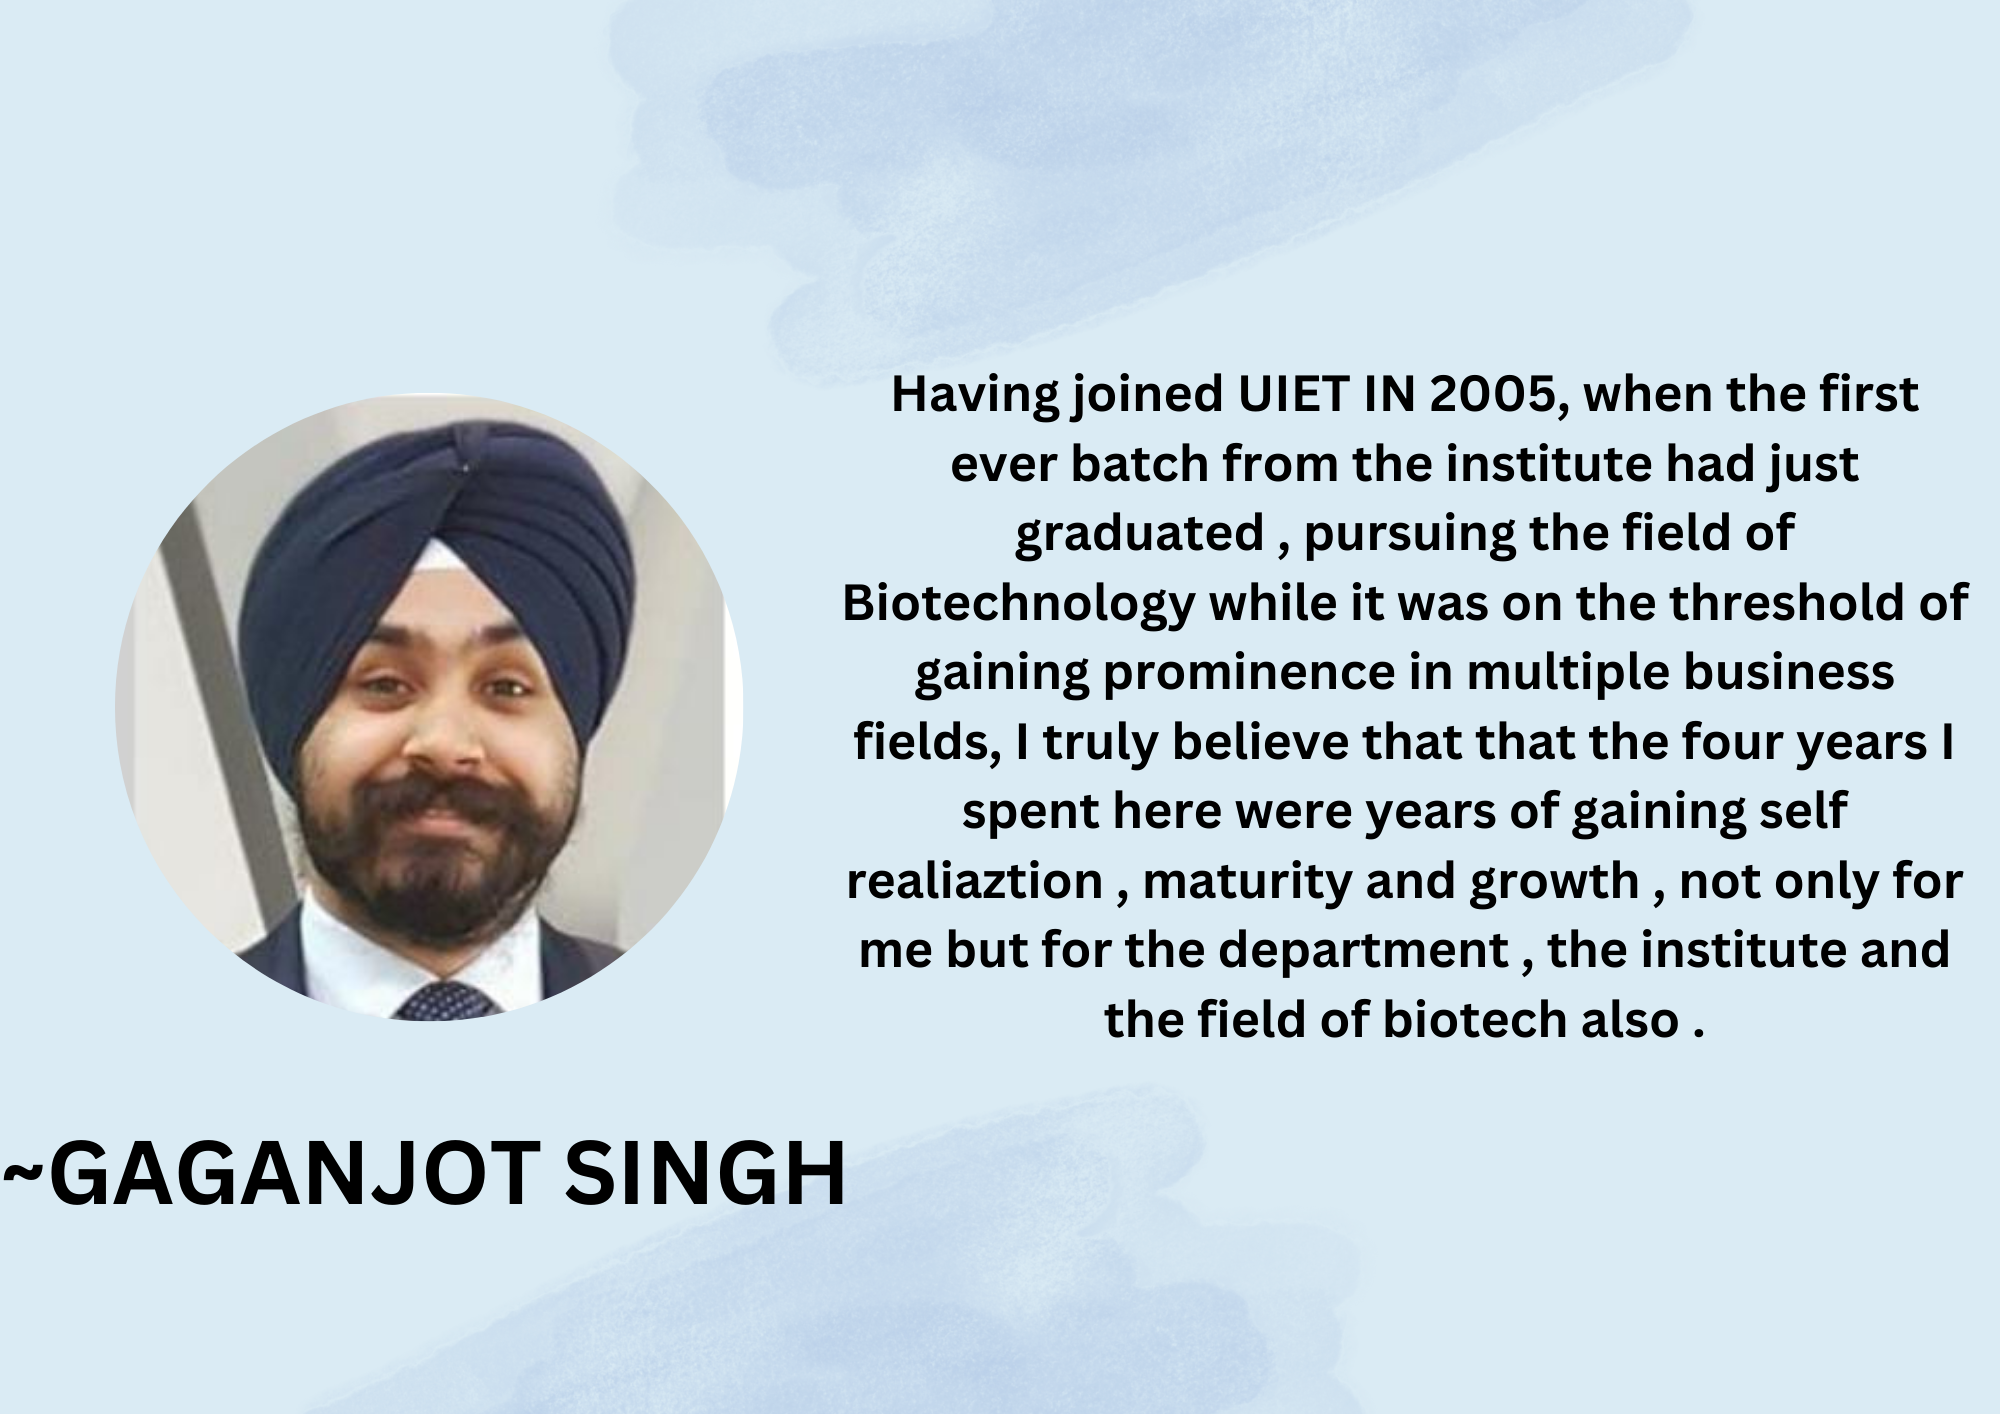 Having joined UIET IN 2005, when the first
ever batch from the institute had just
graduated , pursuing the field of
Biotechnology while it was on the threshold of
gaining prominence in multiple business
fields, I truly believe that that the four years I
spent here were years of gaining self
realiaztion , maturity and growth , not only for
me but for the department , the institute and
the field of biotech also .
~GAGANJOT SINGH